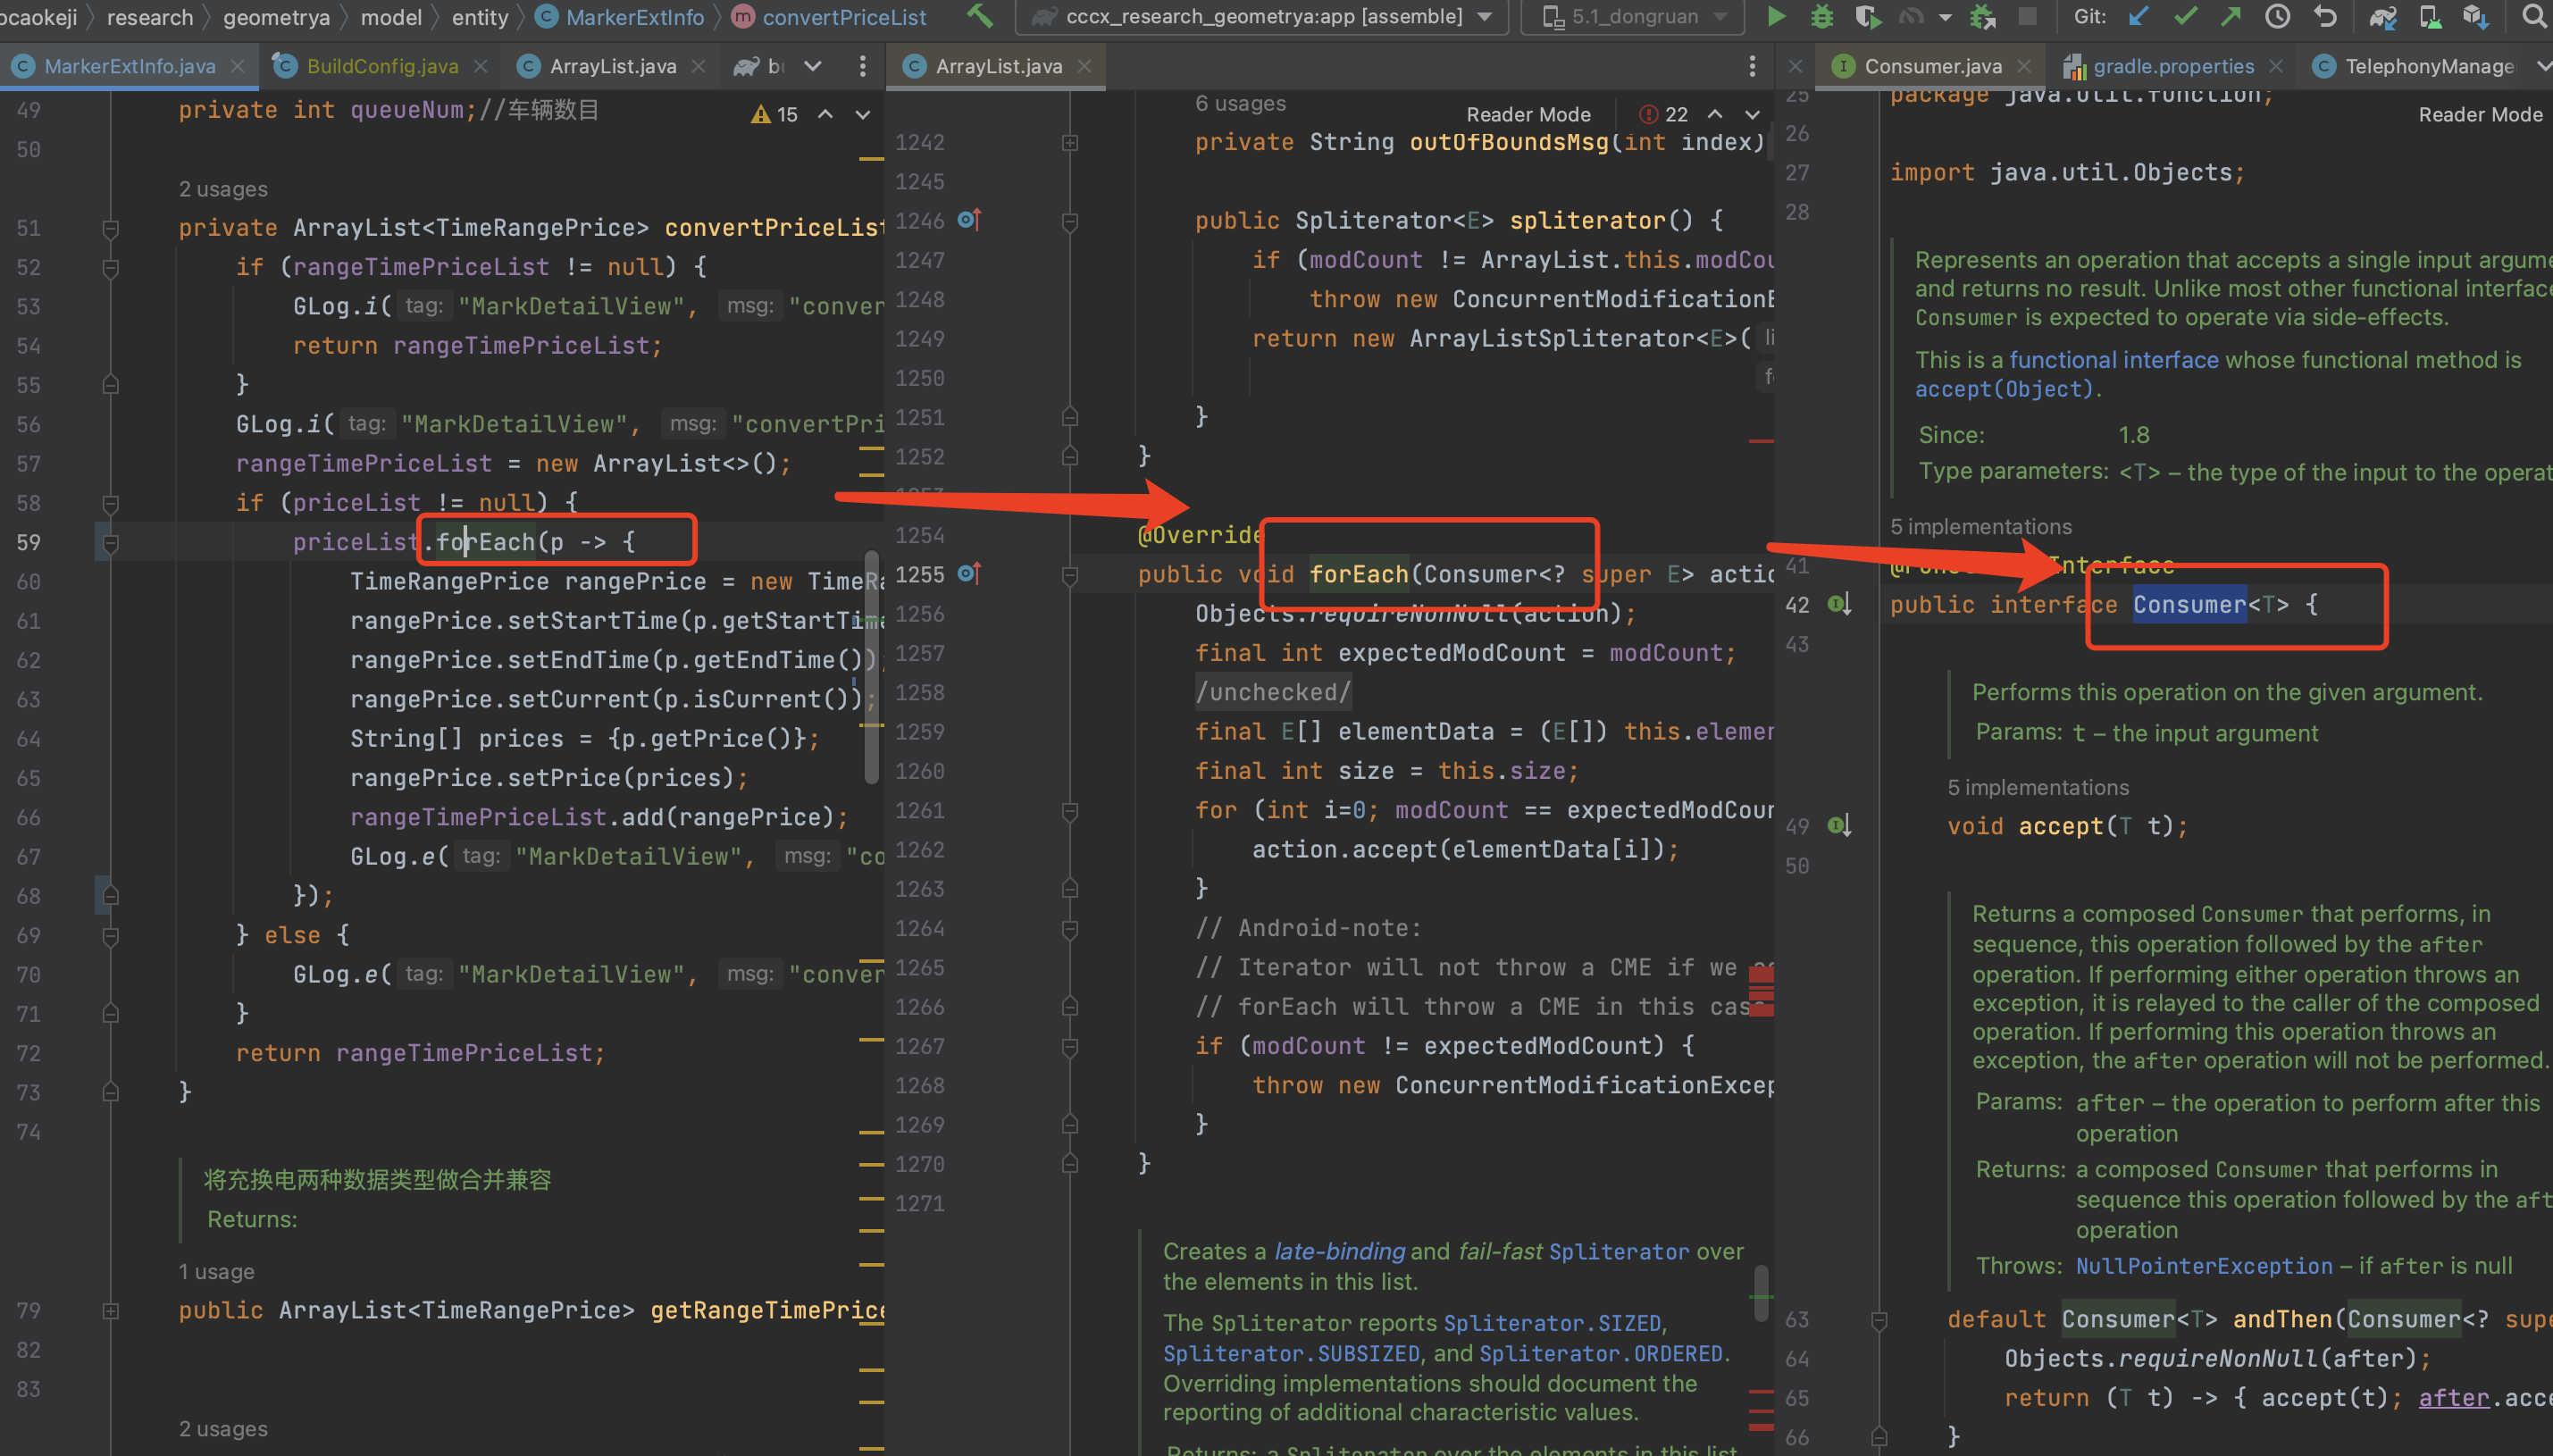 ocaokeji research geometrya model entity MarkerExtInfo convertPriceList cccx_research_geometrya:app [assemble] 5.1_dongruan Git:
MarkerExtInfo.java BuildConfig.java ArrayList.java
49 private int queueNum;//车辆数目 15
50
2 usages
51 private ArrayList<TimeRangePrice> convertPriceList
52 if (rangeTimePriceList != null) {
53 GLog.i( tag: "MarkDetailView", msg: "conver
54 return rangeTimePriceList;
55 }
56 GLog.i( tag: "MarkDetailView", msg: "convertPri
57 rangeTimePriceList = new ArrayList<>();
58 if (priceList != null) {
59 priceList.forEach(p -> {
60 TimeRangePrice rangePrice = new TimeRa
61 rangePrice.setStartTime(p.getStartTime
62 rangePrice.setEndTime(p.getEndTime());
63 rangePrice.setCurrent(p.isCurrent());
64 String[] prices = {p.getPrice()};
65 rangePrice.setPrice(prices);
66 rangeTimePriceList.add(rangePrice);
67 GLog.e( tag: "MarkDetailView", msg: "co
68 });
69 } else {
70 GLog.e( tag: "MarkDetailView", msg: "conver
71 }
72 return rangeTimePriceList;
73 }
74
将充换电两种数据类型做合并兼容
Returns:
1 usage
79 public ArrayList<TimeRangePrice> getRangeTimePrice
82
83
2 usages
ArrayList.java
6 usages
Reader Mode 22
1242 private String outOfBoundsMsg(int index)
1245
1246 public Spliterator<E> spliterator() {
1247 if (modCount != ArrayList.this.modCou
1248 throw new ConcurrentModificationE
1249 return new ArrayListSpliterator<E>( li
1250
1251 }
1252 }
1254 @Override
1255 public void forEach(Consumer<? super E> actio
1256 Objects.requireNonNull(action);
1257 final int expectedModCount = modCount;
1258 /unchecked/
1259 final E[] elementData = (E[]) this.elemen
1260 final int size = this.size;
1261 for (int i=0; modCount == expectedModCoun
1262 action.accept(elementData[i]);
1263 }
1264 // Android-note:
1265 // Iterator will not throw a CME if we
1266 // forEach will throw a CME in this cas
1267 if (modCount != expectedModCount) {
1268 throw new ConcurrentModificationExcep
1269 }
1270 }
1271
Creates a late-binding and fail-fast Spliterator over
the elements in this list.
The Spliterator reports Spliterator.SIZED,
Spliterator.SUBSIZED, and Spliterator.ORDERED.
Overriding implementations should document the
reporting of additional characteristic values.
Returns: a Spliterator over the elements in this list
Consumer.java gradle.properties TelephonyManage
25 package java.util.function;
Reader Mode
26
27 import java.util.Objects;
28
Represents an operation that accepts a single input argume
and returns no result. Unlike most other functional interface
Consumer is expected to operate via side-effects.
This is a functional interface whose functional method is
accept(Object).
Since: 1.8
Type parameters: <T> – the type of the input to the operat
5 implementations
41 Interface
42 public interface Consumer<T> {
43
Performs this operation on the given argument.
Params: t – the input argument
5 implementations
49 void accept(T t);
50
Returns a composed Consumer that performs, in
sequence, this operation followed by the after
operation. If performing either operation throws an
exception, it is relayed to the caller of the composed
operation. If performing this operation throws an
exception, the after operation will not be performed.
Params: after – the operation to perform after this
operation
Returns: a composed Consumer that performs in
sequence this operation followed by the aft
operation
Throws: NullPointerException – if after is null
63 default Consumer<T> andThen(Consumer<? supe
64 Objects.requireNonNull(after);
65 return (T t) -> { accept(t); after.acce
66 }